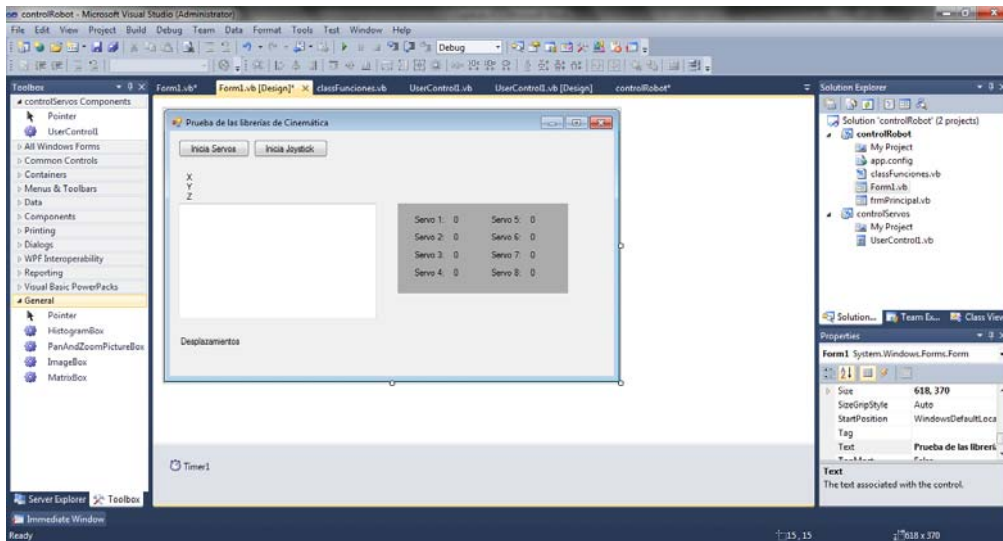 controlRobot - Microsoft Visual Studio (Administrator)
File Edit View Project Build Debug Team Data Format Tools Test Window Help
Debug
Toolbox
controlServos Components
Pointer
UserControl1
All Windows Forms
Common Controls
Containers
Menus & Toolbars
Data
Components
Printing
Dialogs
WPF Interoperability
Reporting
Visual Basic PowerPacks
General
Pointer
HistogramBox
PanAndZoomPictureBox
ImageBox
MatrixBox
Server Explorer Toolbox
Form1.vb* Form1.vb [Design]* classFunciones.vb UserControl1.vb UserControl1.vb [Design] controlRobot*
Prueba de las librerías de Cinemática
Inicia Servos Inicia Joystick
X
Y
Z
Servo 1: 0 Servo 5: 0
Servo 2: 0 Servo 6: 0
Servo 3: 0 Servo 7: 0
Servo 4: 0 Servo 8: 0
Desplazamientos
Timer1
Solution Explorer
Solution 'controlRobot' (2 projects)
controlRobot
My Project
app.config
classFunciones.vb
Form1.vb
frmPrincipal.vb
controlServos
My Project
UserControl1.vb
Solution... Team Ex... Class View
Properties
Form1 System.Windows.Forms.Form
Size 618, 370
SizeGripStyle Auto
StartPosition WindowsDefaultLoca
Tag
Text Prueba de las librerí
Text
The text associated with the control.
Immediate Window
Ready 15, 15 618 x 370